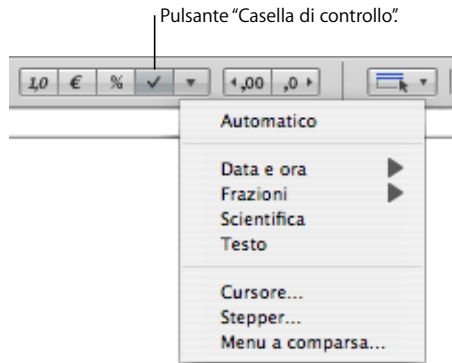 Pulsante “Casella di controllo”.
1,0 € % ✓ ,00 ,0
Automatico
Data e ora
Frazioni
Scientifica
Testo
Cursore...
Stepper...
Menu a comparsa...